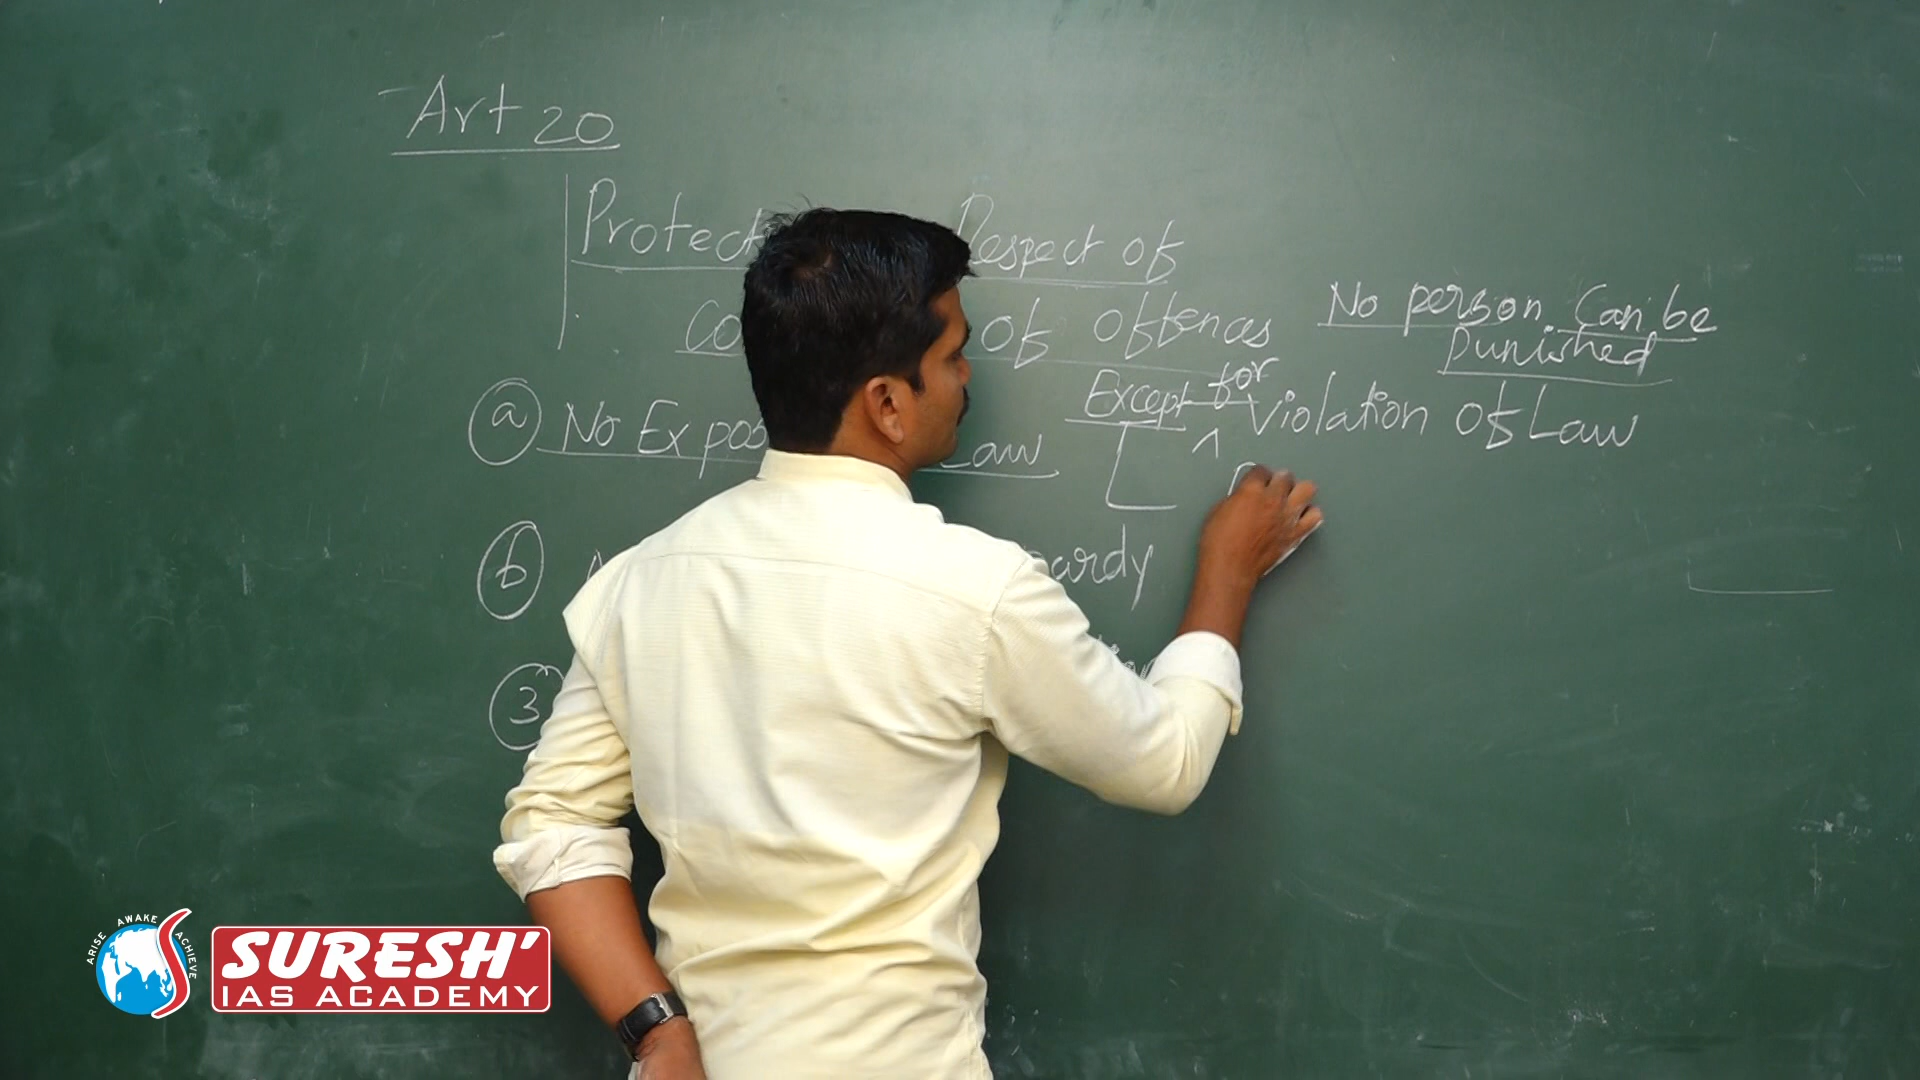 Art 20
Protect Respect of
Co of offences
No person can be
Punished
Except for
Violation of Law
(a) No Ex pos Law
(b) ardy
(3)
ARISE AWAKE ACHIEVE
SURESH'
IAS ACADEMY